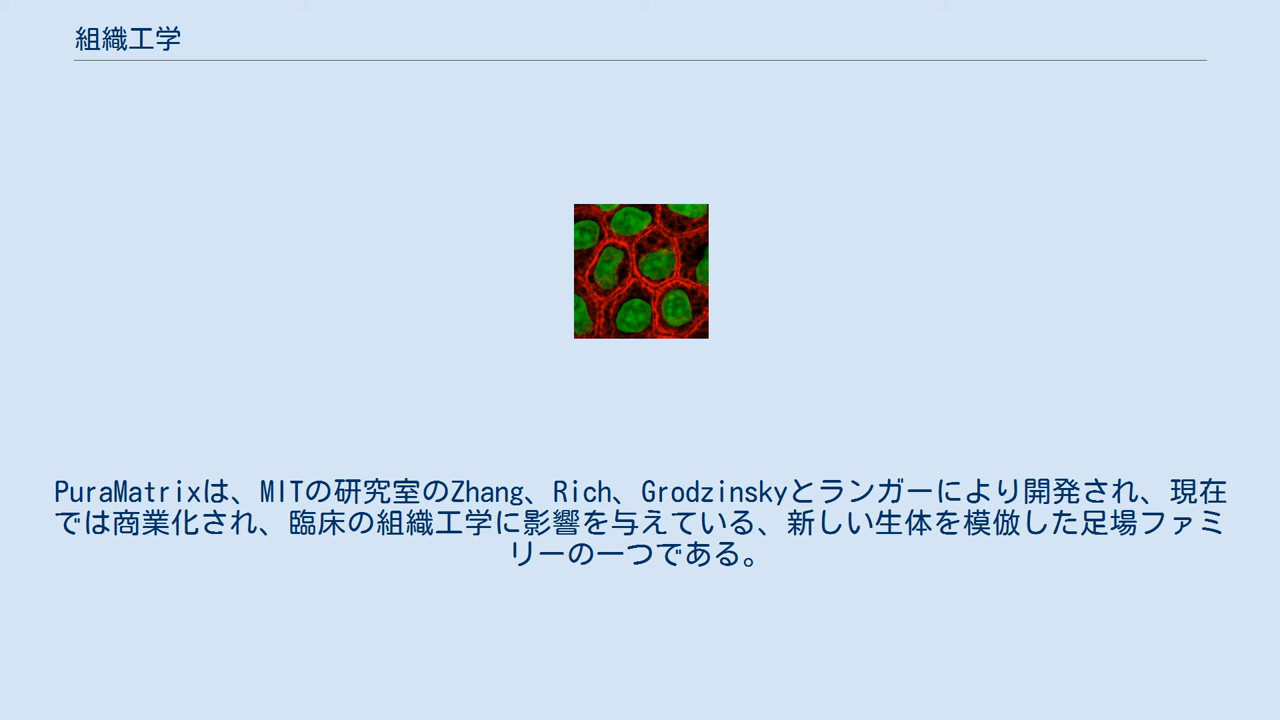 組織工学
PuraMatrixは、MITの研究室のZhang、Rich、Grodzinskyとランガーにより開発され、現在
では商業化され、臨床の組織工学に影響を与えている、新しい生体を模倣した足場ファミ
リーの一つである。